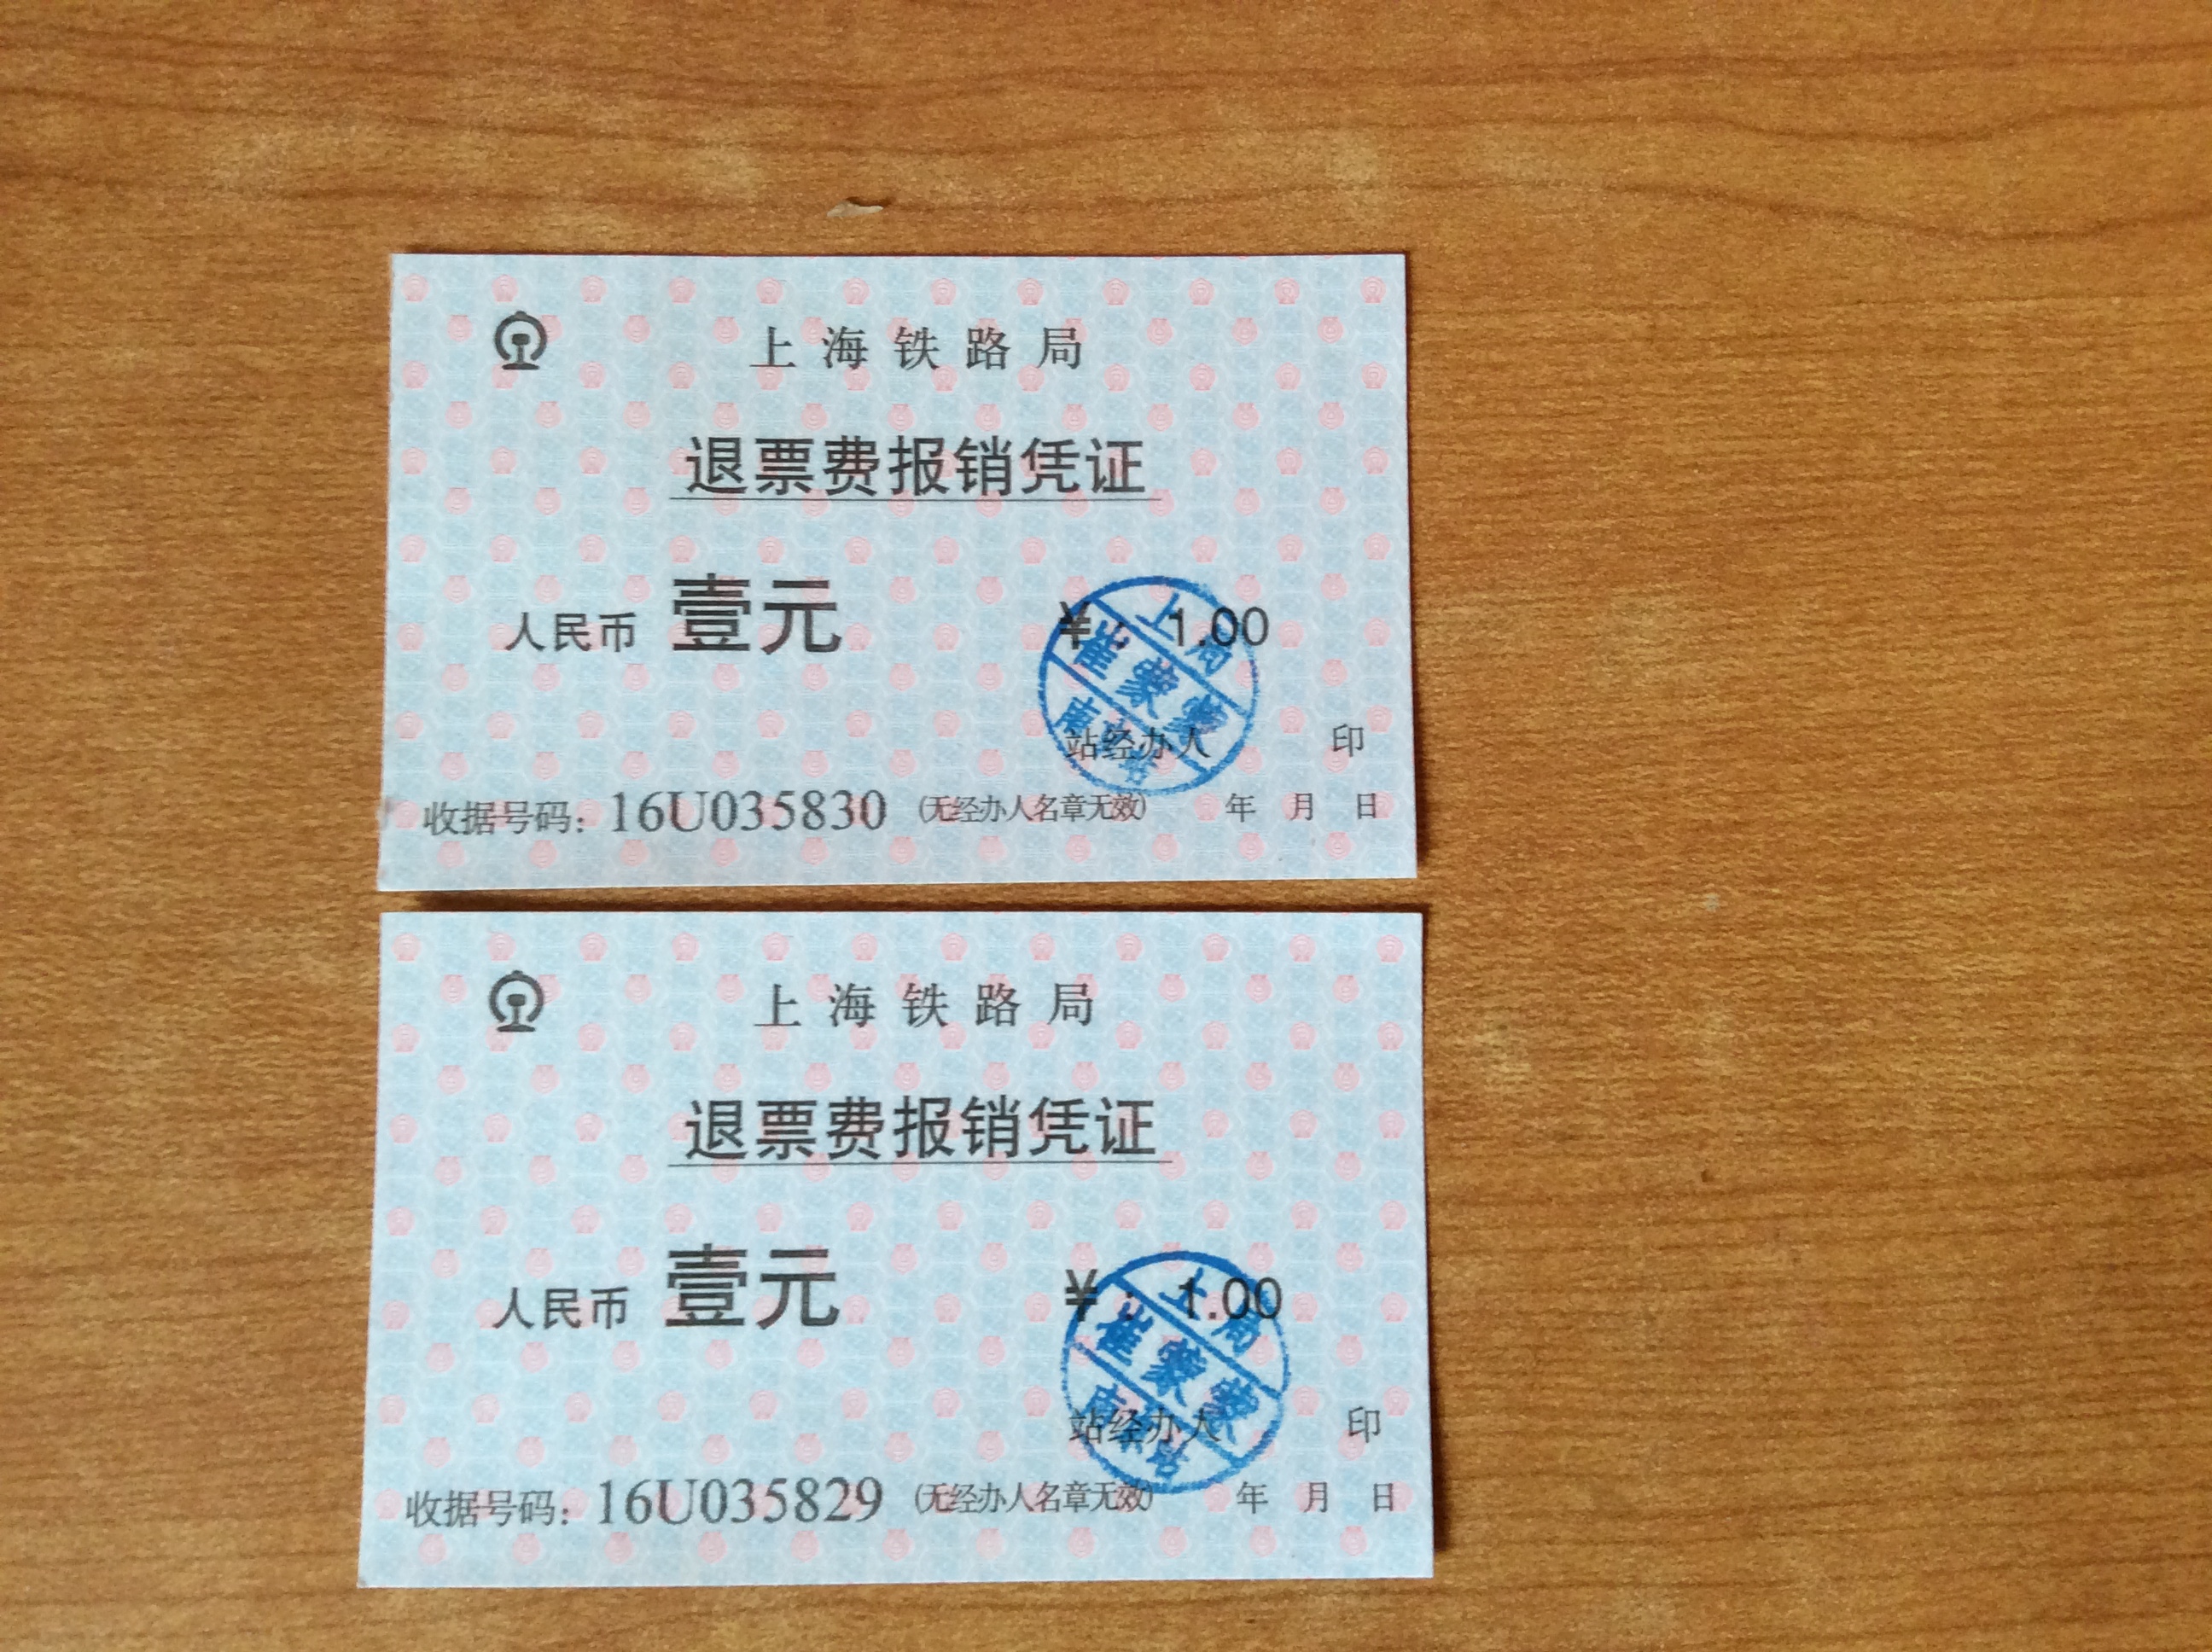 上海铁路局
退票费报销凭证
人民币 壹元 ¥: 1.00
上局
崔蒙蒙
南京站
站经办人 印
收据号码: 16U035830 (无经办人名章无效) 年 月 日
上海铁路局
退票费报销凭证
人民币 壹元 ¥: 1.00
上局
崔蒙蒙
南京站
站经办人 印
收据号码: 16U035829 (无经办人名章无效) 年 月 日